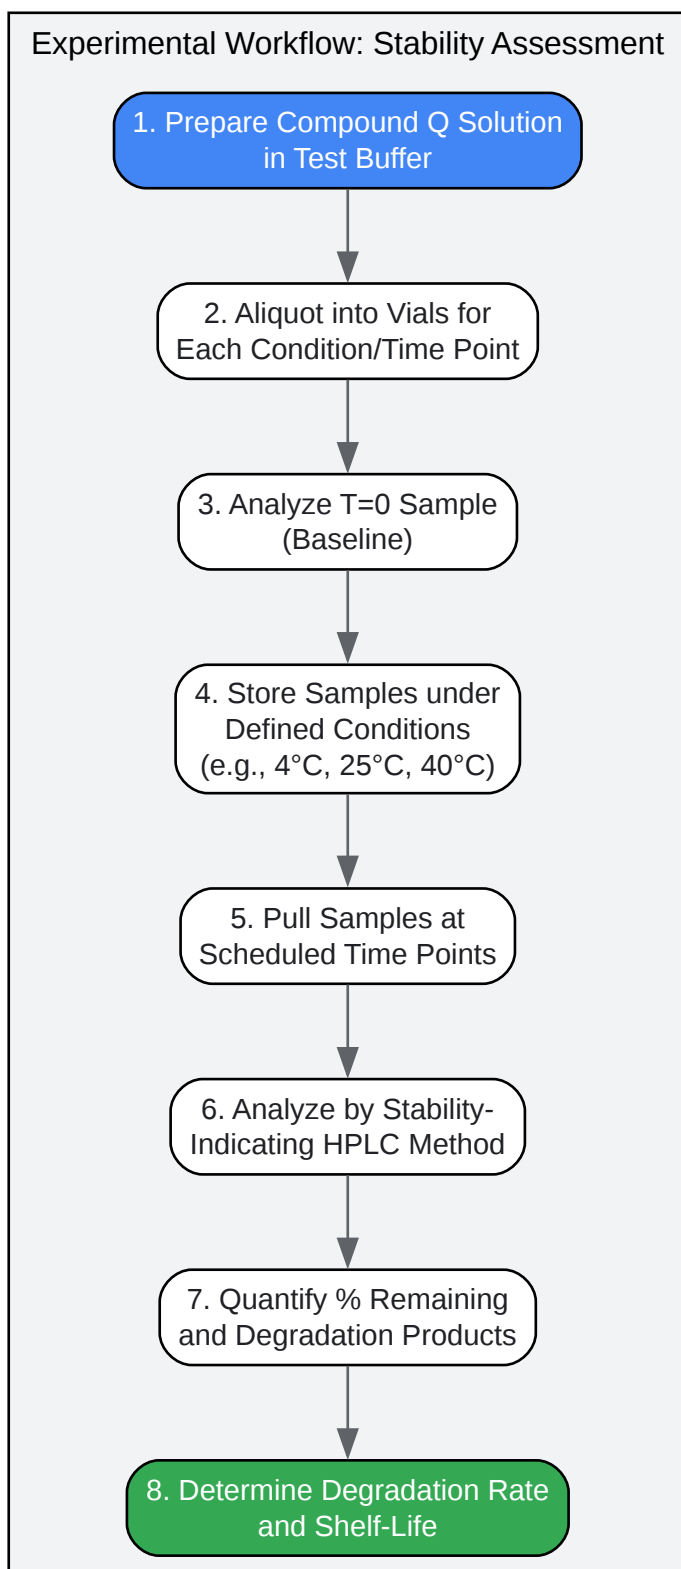 Experimental Workflow: Stability Assessment
1. Prepare Compound Q Solution
in Test Buffer
2. Aliquot into Vials for
Each Condition/Time Point
3. Analyze T=0 Sample
(Baseline)
4. Store Samples under
Defined Conditions
(e.g., 4°C, 25°C, 40°C)
5. Pull Samples at
Scheduled Time Points
6. Analyze by Stability-
Indicating HPLC Method
7. Quantify % Remaining
and Degradation Products
8. Determine Degradation Rate
and Shelf-Life